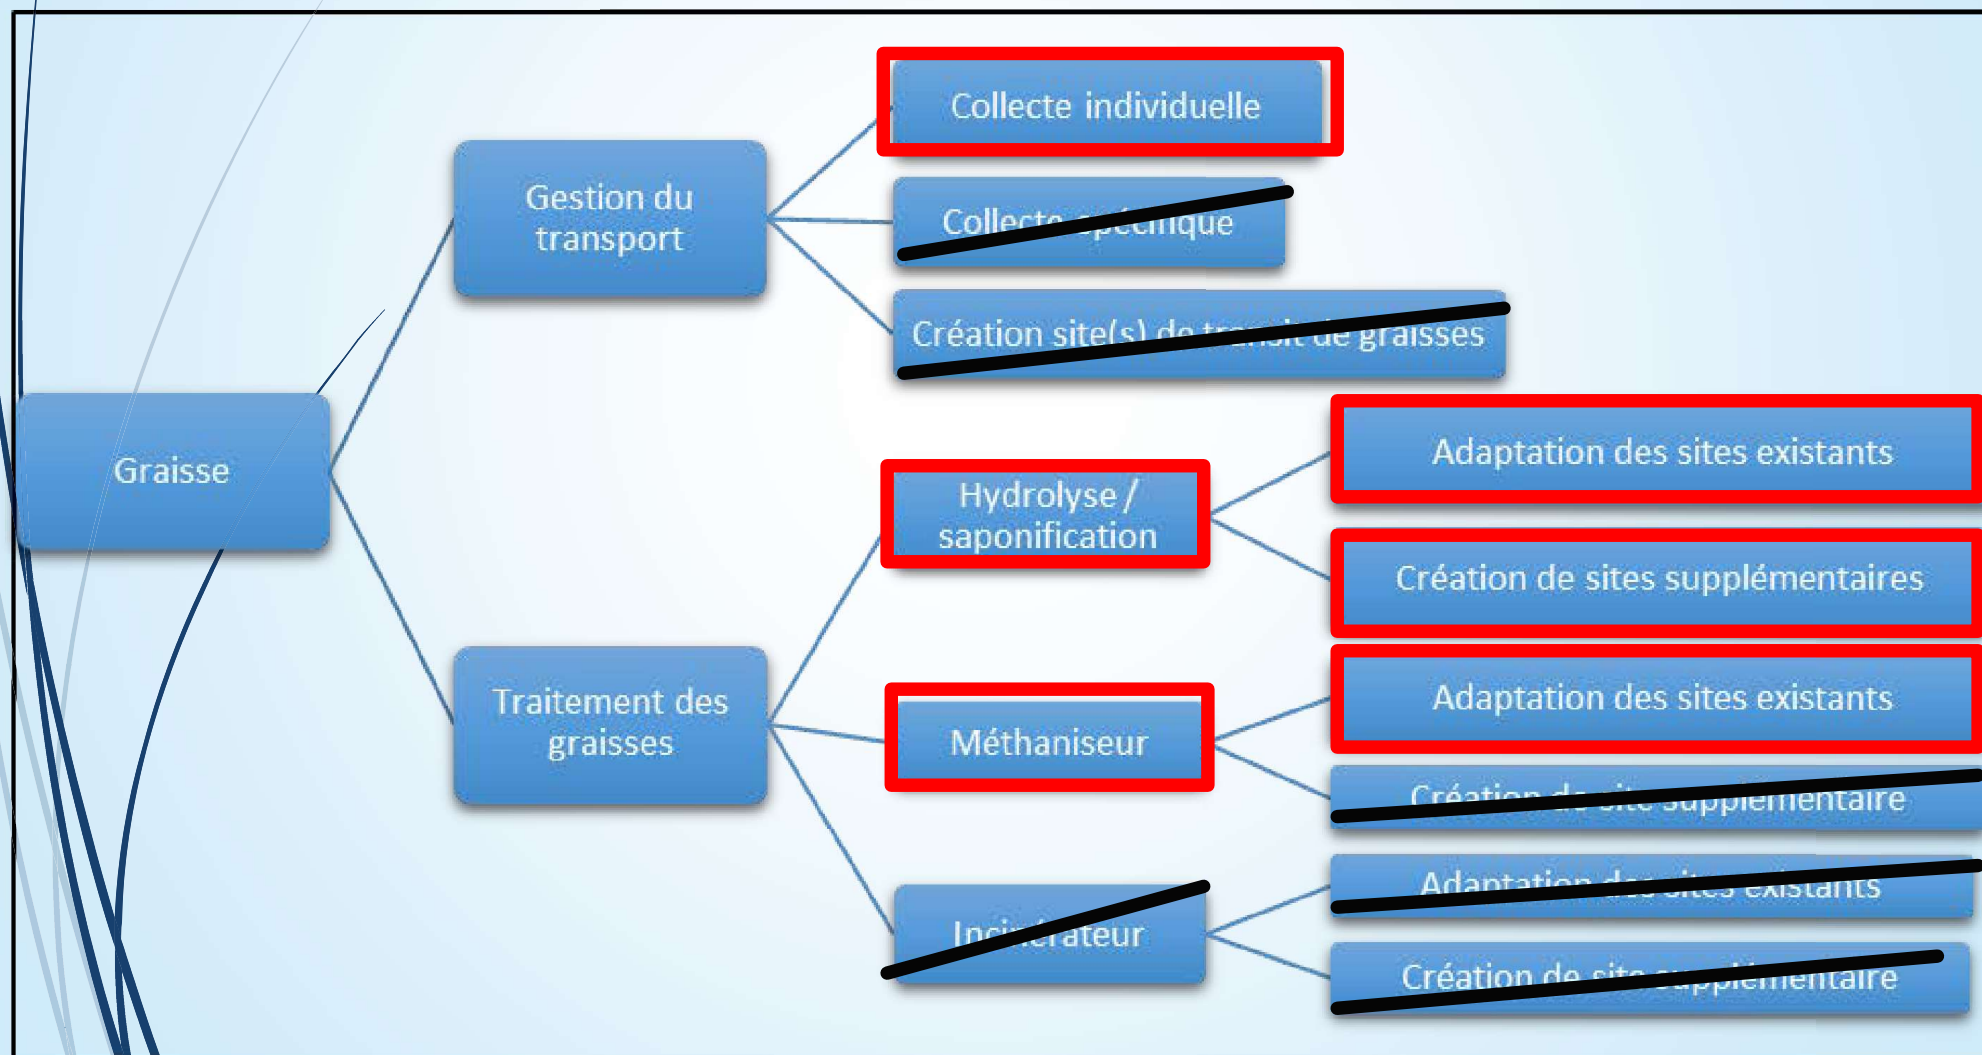 Collecte individuelle
Gestion du
transport
Collecte spécifique
Création site(s) de transit de graisses
Graisse
Adaptation des sites existants
Hydrolyse /
saponification
Création de sites supplémentaires
Traitement des
graisses
Méthaniseur
Adaptation des sites existants
Création de site supplémentaire
Incinérateur
Adaptation des sites existants
Création de site supplémentaire